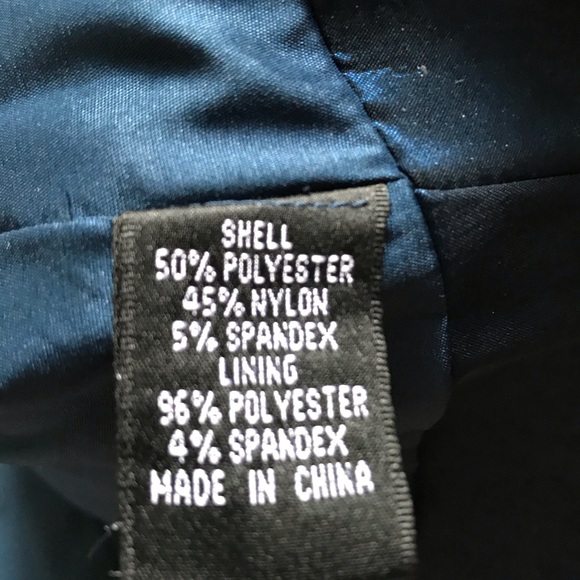 SHELL
50% POLYESTER
45% NYLON
5% SPANDEX
LINING
96% POLYESTER
4% SPANDEX
MADE IN CHINA